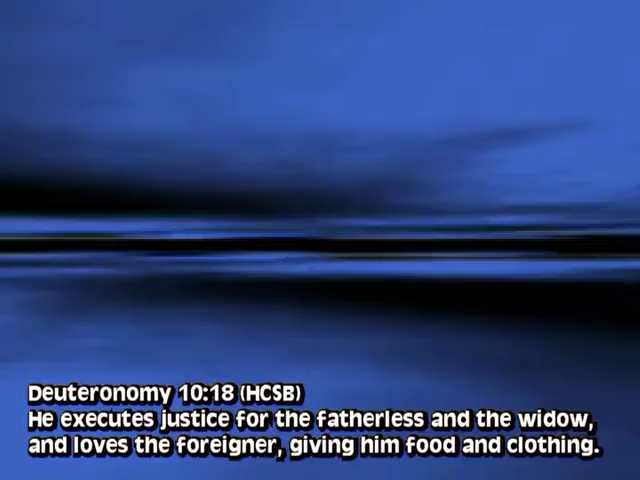 Deuteronomy 10:18 (HCSB)
He executes justice for the fatherless and the widow,
and loves the foreigner, giving him food and clothing.